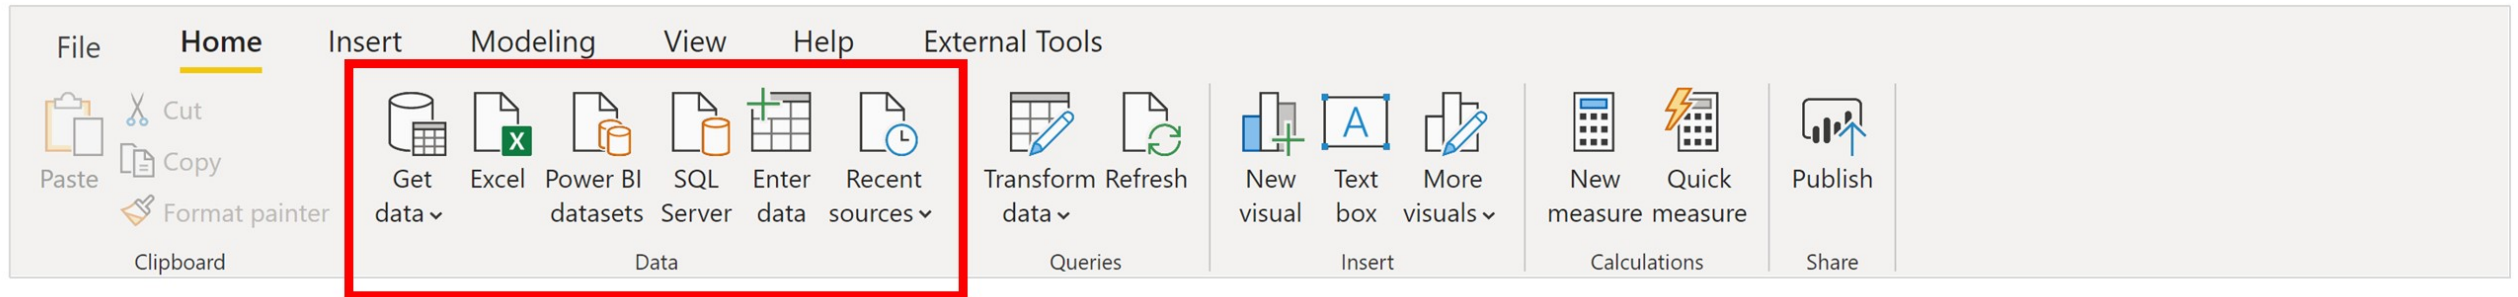 File Home Insert Modeling View Help External Tools
Paste
Cut
Copy
Format painter
Clipboard
Get
data
Excel
Power BI
datasets
SQL
Server
Enter
data
Recent
sources
Data
Transform
data
Refresh
Queries
New
visual
A
Text
box
More
visuals
Insert
New
measure
Quick
measure
Calculations
Publish
Share